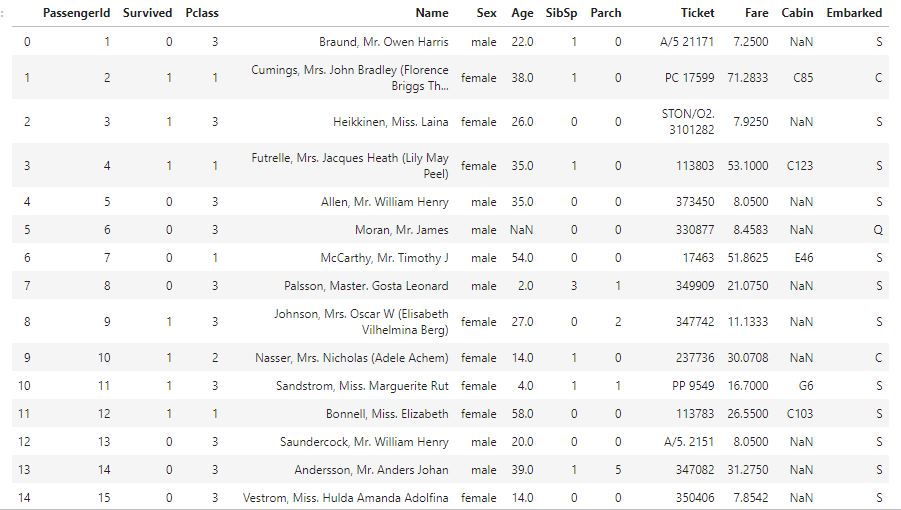 PassengerId Survived Pclass Name Sex Age SibSp Parch Ticket Fare Cabin Embarked
0 1 0 3 Braund, Mr. Owen Harris male 22.0 1 0 A/5 21171 7.2500 NaN S
1 2 1 1 Cumings, Mrs. John Bradley (Florence
Briggs Th... female 38.0 1 0 PC 17599 71.2833 C85 C
2 3 1 3 Heikkinen, Miss. Laina female 26.0 0 0 STON/O2.
3101282 7.9250 NaN S
3 4 1 1 Futrelle, Mrs. Jacques Heath (Lily May
Peel) female 35.0 1 0 113803 53.1000 C123 S
4 5 0 3 Allen, Mr. William Henry male 35.0 0 0 373450 8.0500 NaN S
5 6 0 3 Moran, Mr. James male NaN 0 0 330877 8.4583 NaN Q
6 7 0 1 McCarthy, Mr. Timothy J male 54.0 0 0 17463 51.8625 E46 S
7 8 0 3 Palsson, Master. Gosta Leonard male 2.0 3 1 349909 21.0750 NaN S
8 9 1 3 Johnson, Mrs. Oscar W (Elisabeth
Vilhelmina Berg) female 27.0 0 2 347742 11.1333 NaN S
9 10 1 2 Nasser, Mrs. Nicholas (Adele Achem) female 14.0 1 0 237736 30.0708 NaN C
10 11 1 3 Sandstrom, Miss. Marguerite Rut female 4.0 1 1 PP 9549 16.7000 G6 S
11 12 1 1 Bonnell, Miss. Elizabeth female 58.0 0 0 113783 26.5500 C103 S
12 13 0 3 Saundercock, Mr. William Henry male 20.0 0 0 A/5. 2151 8.0500 NaN S
13 14 0 3 Andersson, Mr. Anders Johan male 39.0 1 5 347082 31.2750 NaN S
14 15 0 3 Vestrom, Miss. Hulda Amanda Adolfina female 14.0 0 0 350406 7.8542 NaN S